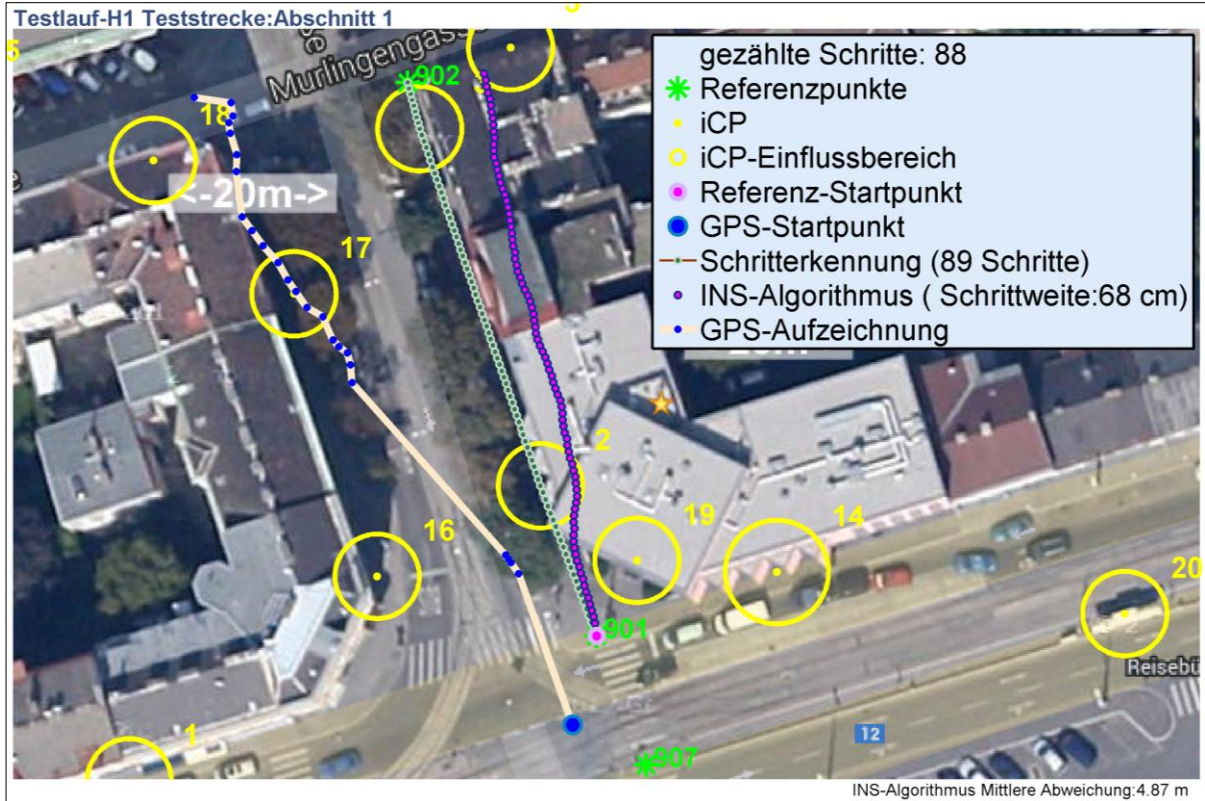 Testlauf-H1 Teststrecke:Abschnitt 1
Murlingengasse
902
18
<-20m->
17
2
16
19
14
20
901
1
907
12
Reisebü
gezählte Schritte: 88
Referenzpunkte
iCP
iCP-Einflussbereich
Referenz-Startpunkt
GPS-Startpunkt
Schritterkennung (89 Schritte)
INS-Algorithmus ( Schrittweite:68 cm)
GPS-Aufzeichnung
INS-Algorithmus Mittlere Abweichung:4.87 m